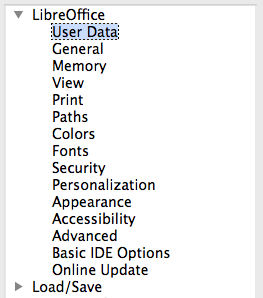 LibreOffice
User Data
General
Memory
View
Print
Paths
Colors
Fonts
Security
Personalization
Appearance
Accessibility
Advanced
Basic IDE Options
Online Update
Load/Save